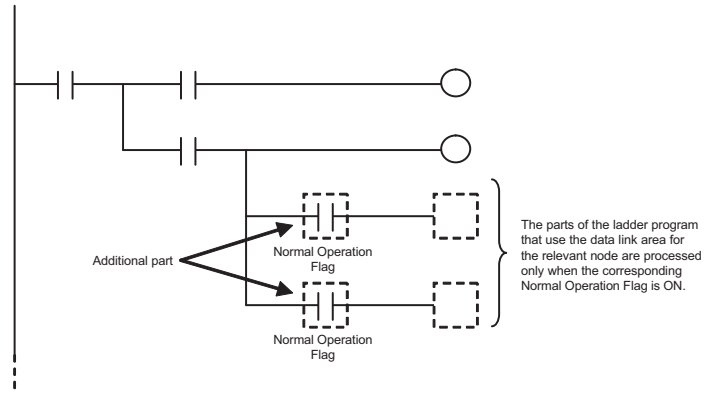 Additional part
Normal Operation
Flag
Normal Operation
Flag
The parts of the ladder program
that use the data link area for
the relevant node are processed
only when the corresponding
Normal Operation Flag is ON.